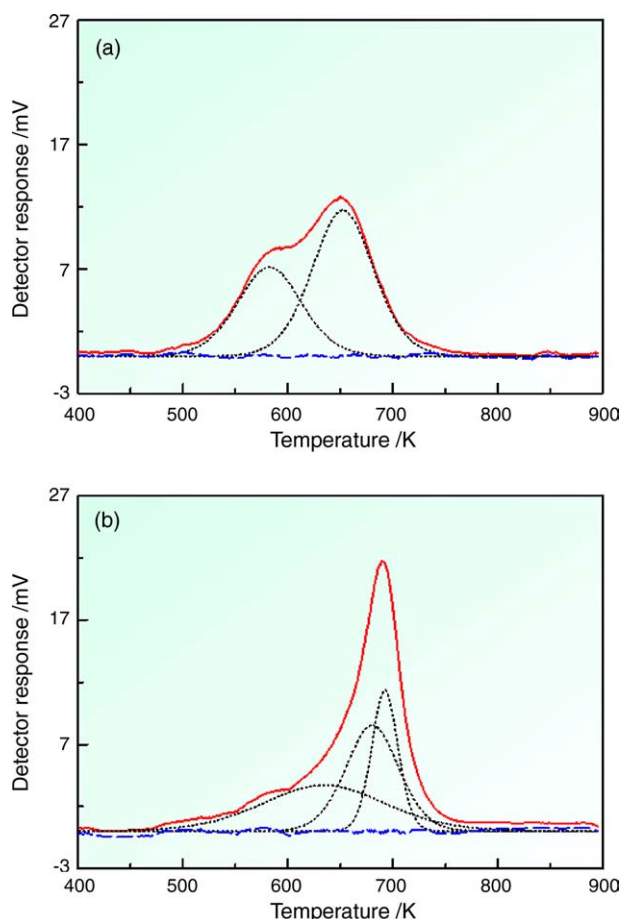 (a)
27
17
7
-3
Detector response /mV
400 500 600 700 800 900
Temperature /K
(b)
27
17
7
-3
Detector response /mV
400 500 600 700 800 900
Temperature /K